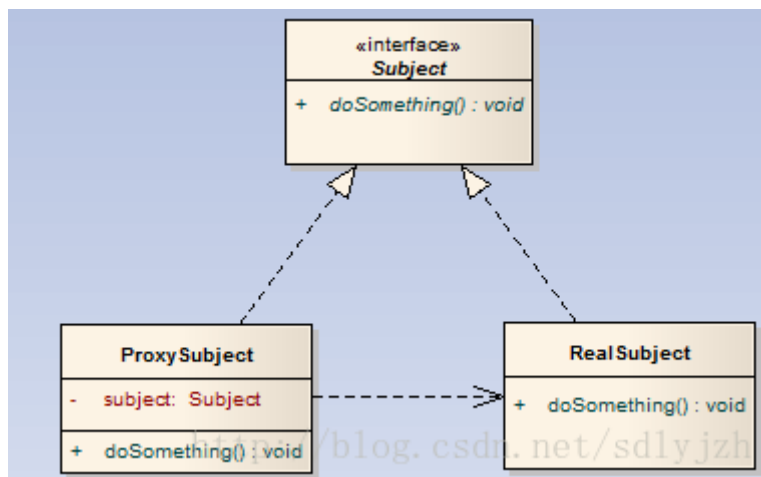 «interface»
Subject
+ doSomething() : void
ProxySubject
- subject: Subject
+ doSomething() : void
RealSubject
+ doSomething() : void
http://blog.csdn.net/sdlyjzh